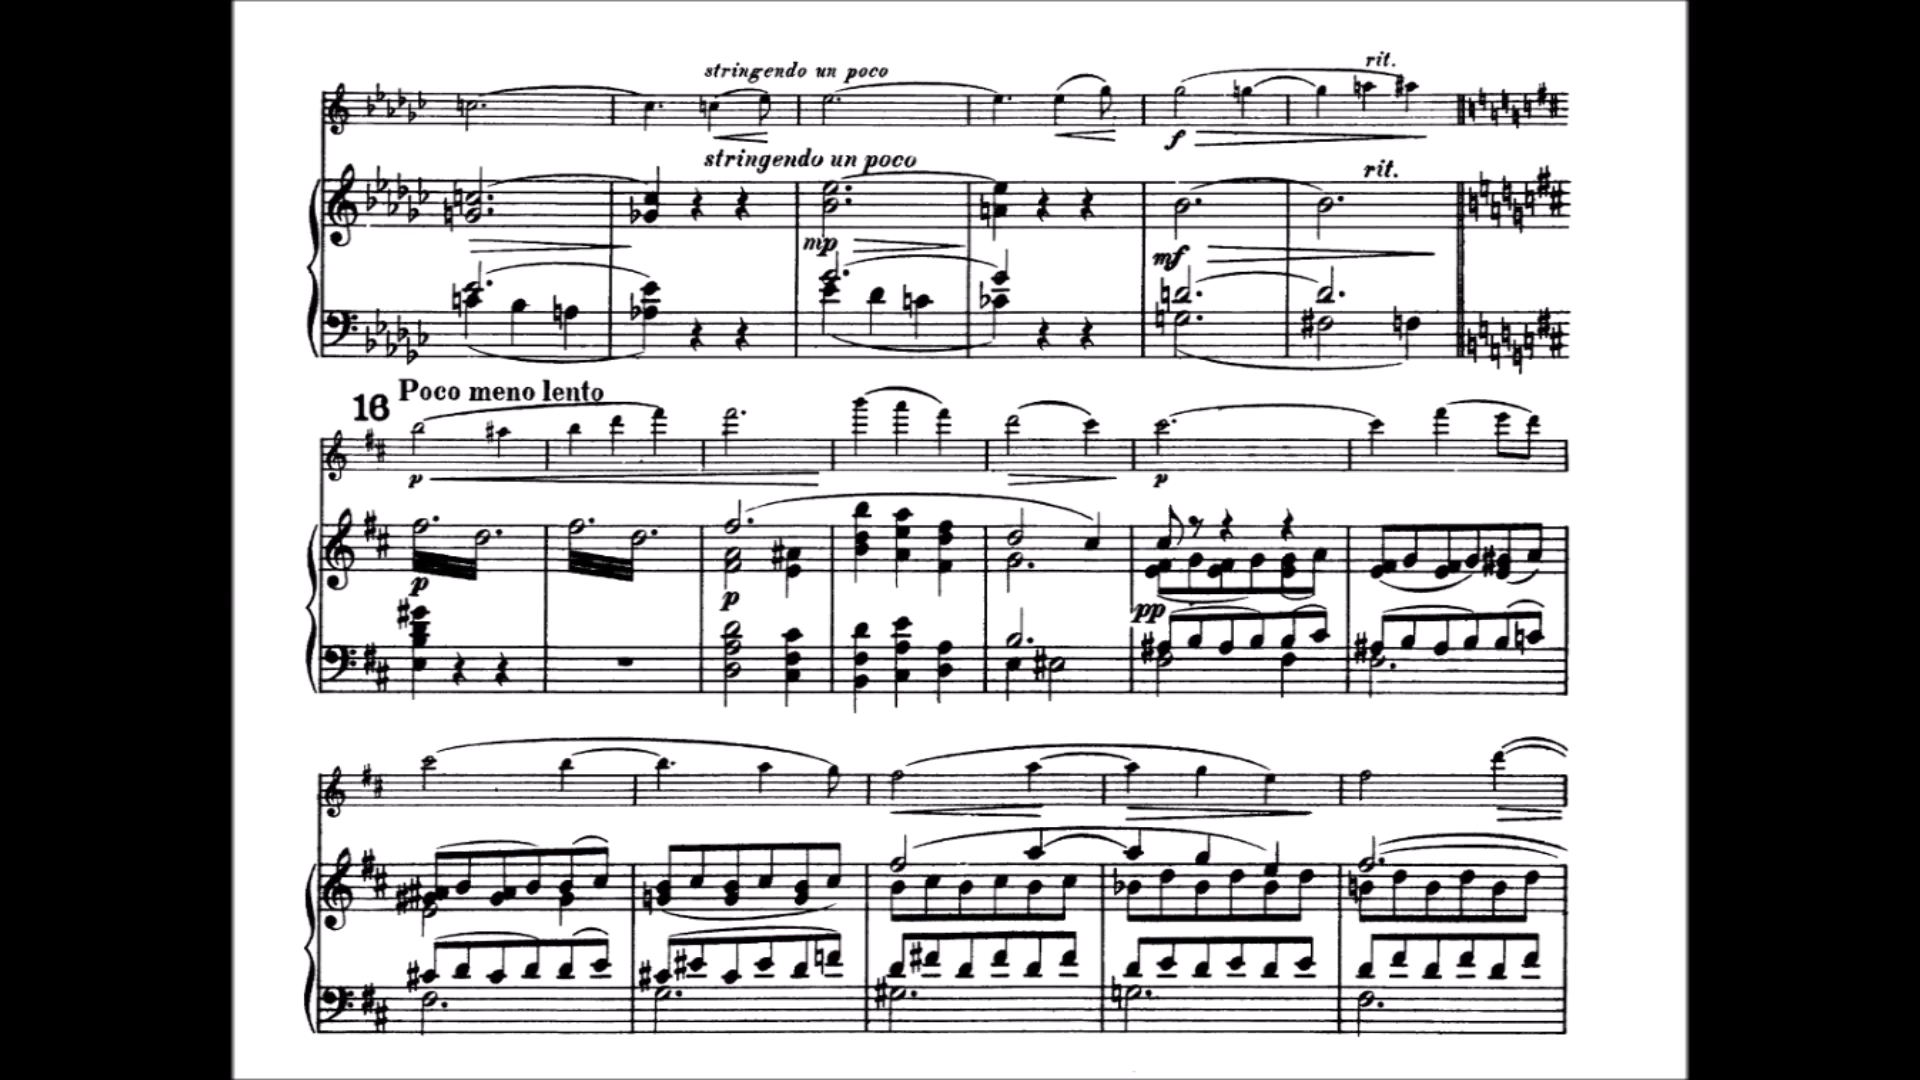 rit.
stringendo un poco
f
stringendo un poco
rit.
mp
mf
16 Poco meno lento
p
p
p
p
pp